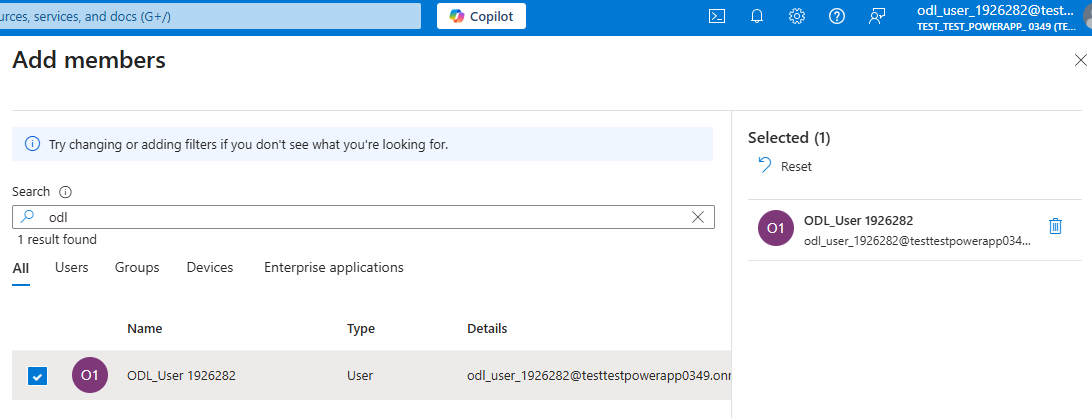 urces, services, and docs (G+/)
Copilot
odl_user_1926282@test...
TEST_TEST_POWERAPP_ 0349 (TE...
Add members
Try changing or adding filters if you don't see what you're looking for.
Search
odl
1 result found
All Users Groups Devices Enterprise applications
Name Type Details
O1 ODL_User 1926282 User odl_user_1926282@testtestpowerapp0349.onr
Selected (1)
Reset
O1 ODL_User 1926282
odl_user_1926282@testtestpowerapp034...